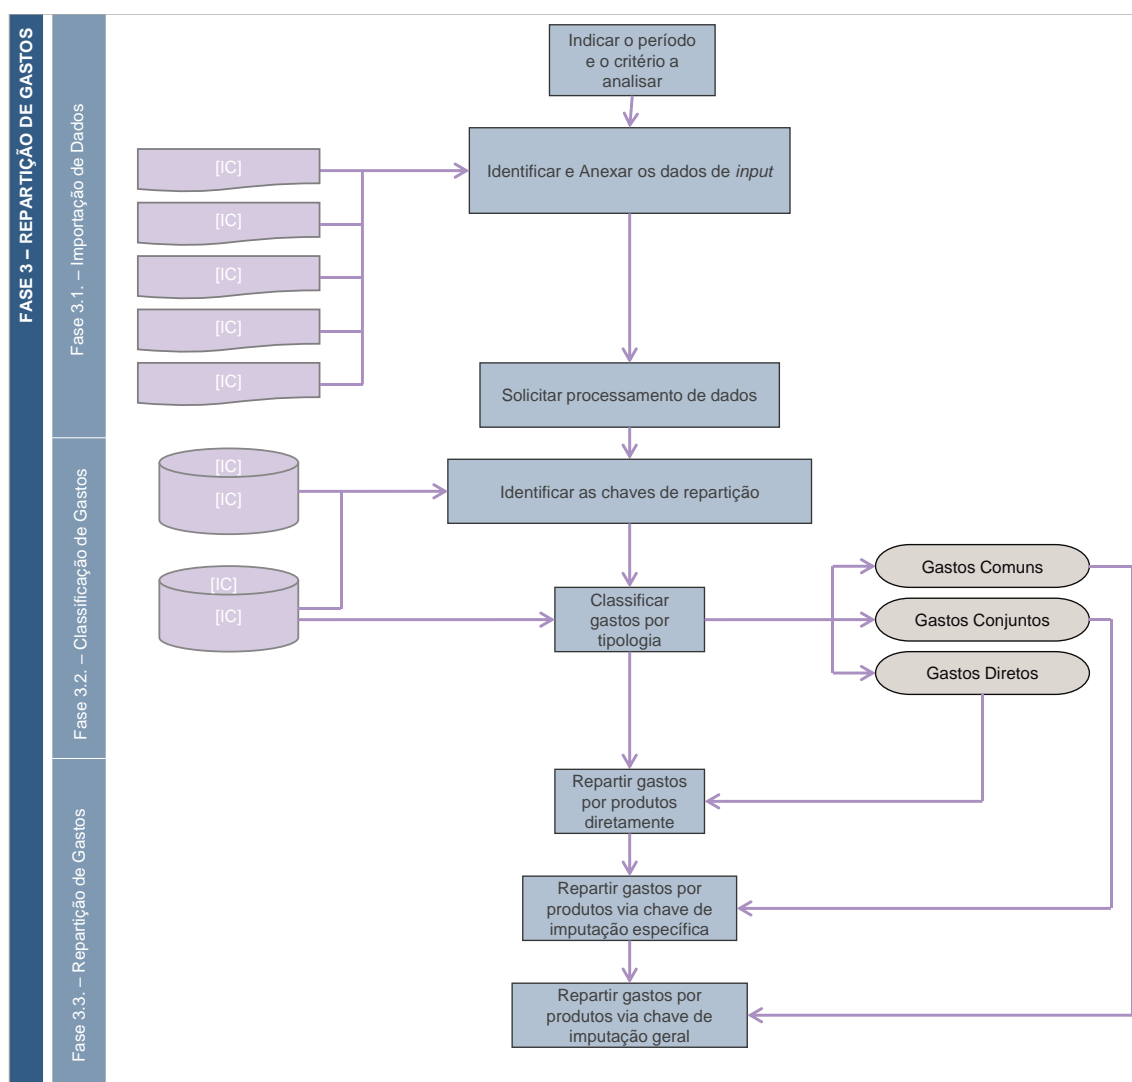 FASE 3 – REPARTIÇÃO DE GASTOS
Fase 3.1. – Importação de Dados
Indicar o período
e o critério a
analisar
[IC]
Identificar e Anexar os dados de input
[IC]
[IC]
[IC]
[IC]
Solicitar processamento de dados
Fase 3.2. – Classificação de Gastos
[IC]
[IC]
Identificar as chaves de repartição
[IC]
[IC]
Classificar
gastos por
tipologia
Gastos Comuns
Gastos Conjuntos
Gastos Diretos
Fase 3.3. – Repartição de Gastos
Repartir gastos
por produtos
diretamente
Repartir gastos por
produtos via chave de
imputação específica
Repartir gastos por
produtos via chave de
imputação geral